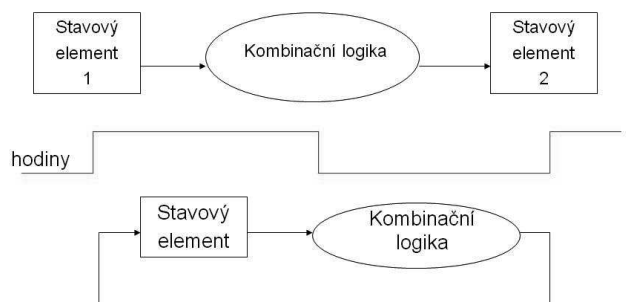 Stavový
element
1
Kombinační logika
Stavový
element
2
hodiny
Stavový
element
Kombinační
logika